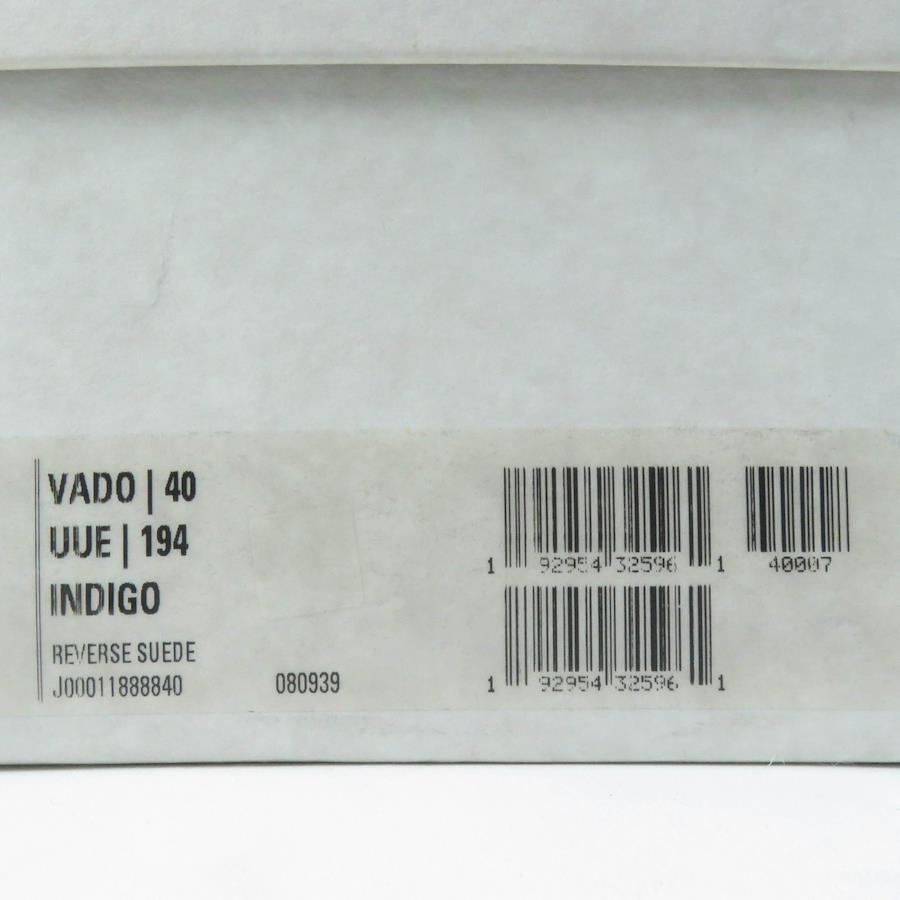 VADO | 40
UUE | 194
INDIGO
REVERSE SUEDE
J00011888840 080939
1 92954 32596 1 40007
1 92954 32596 1